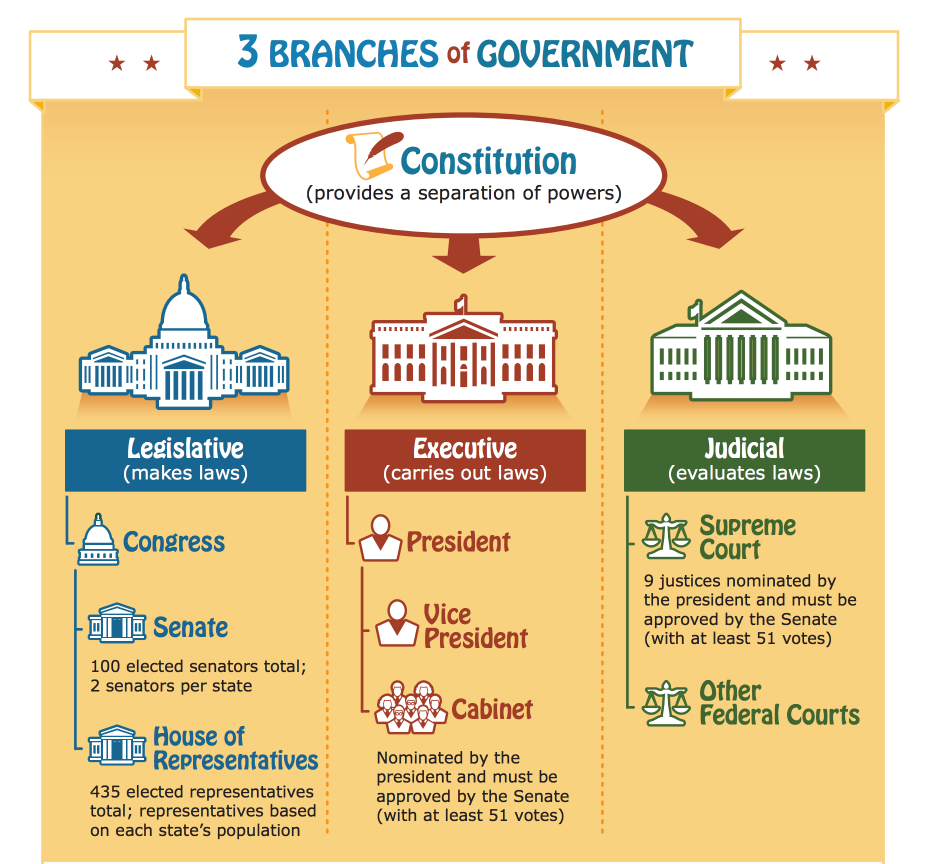 3 BRANCHES of GOVERNMENT
Constitution
(provides a separation of powers)
Legislative
(makes laws)
Congress
Senate
100 elected senators total;
2 senators per state
House of
Representatives
435 elected representatives
total; representatives based
on each state's population
Executive
(carries out laws)
President
Vice
President
Cabinet
Nominated by the
president and must be
approved by the Senate
(with at least 51 votes)
Judicial
(evaluates laws)
Supreme
Court
9 justices nominated by
the president and must be
approved by the Senate
(with at least 51 votes)
Other
Federal Courts